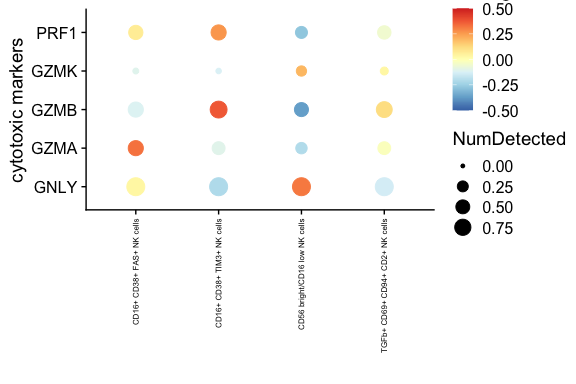 cytotoxic markers
PRF1
GZMK
GZMB
GZMA
GNLY
CD16+ CD38+ FAS+ NK cells
CD16+ CD38+ TIM3+ NK cells
CD56 bright/CD16 low NK cells
TGFb+ CD69+ CD94+ CD2+ NK cells
0.50
0.25
0.00
-0.25
-0.50
NumDetected
0.00
0.25
0.50
0.75